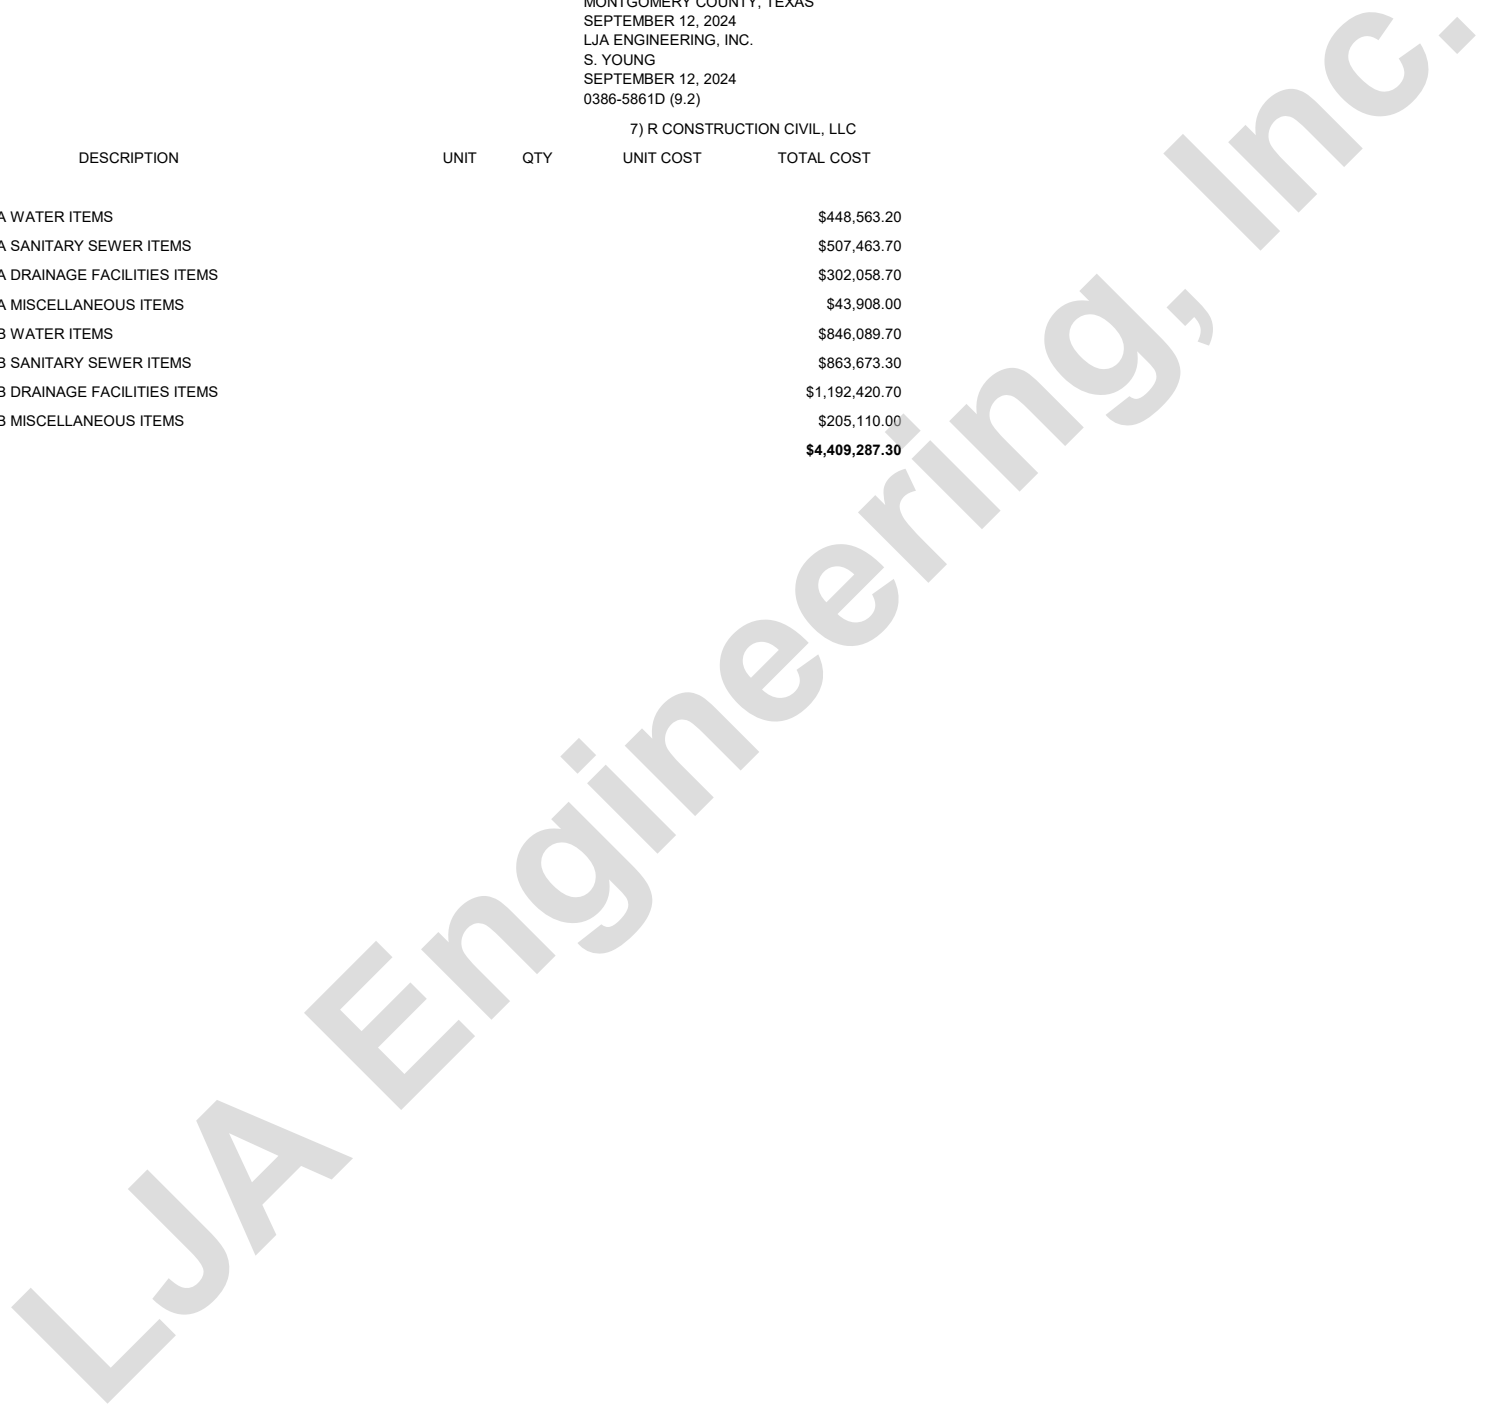 MONTGOMERY COUNTY, TEXAS
SEPTEMBER 12, 2024
LJA ENGINEERING, INC.
S. YOUNG
SEPTEMBER 12, 2024
0386-5861D (9.2)
7) R CONSTRUCTION CIVIL, LLC
DESCRIPTION UNIT QTY UNIT COST TOTAL COST
A WATER ITEMS $448,563.20
A SANITARY SEWER ITEMS $507,463.70
A DRAINAGE FACILITIES ITEMS $302,058.70
A MISCELLANEOUS ITEMS $43,908.00
B WATER ITEMS $846,089.70
B SANITARY SEWER ITEMS $863,673.30
B DRAINAGE FACILITIES ITEMS $1,192,420.70
B MISCELLANEOUS ITEMS $205,110.00
$4,409,287.30
LJA Engineering, Inc.